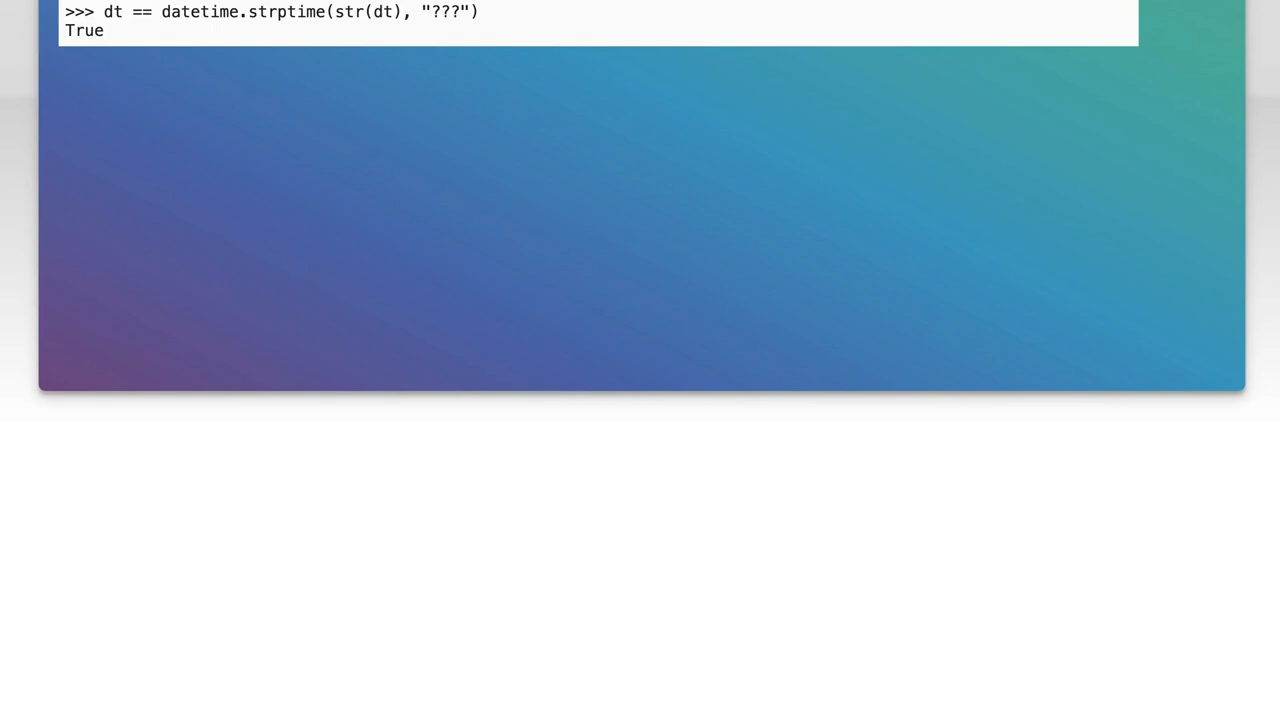 >>> dt == datetime.strptime(str(dt), "???")
True